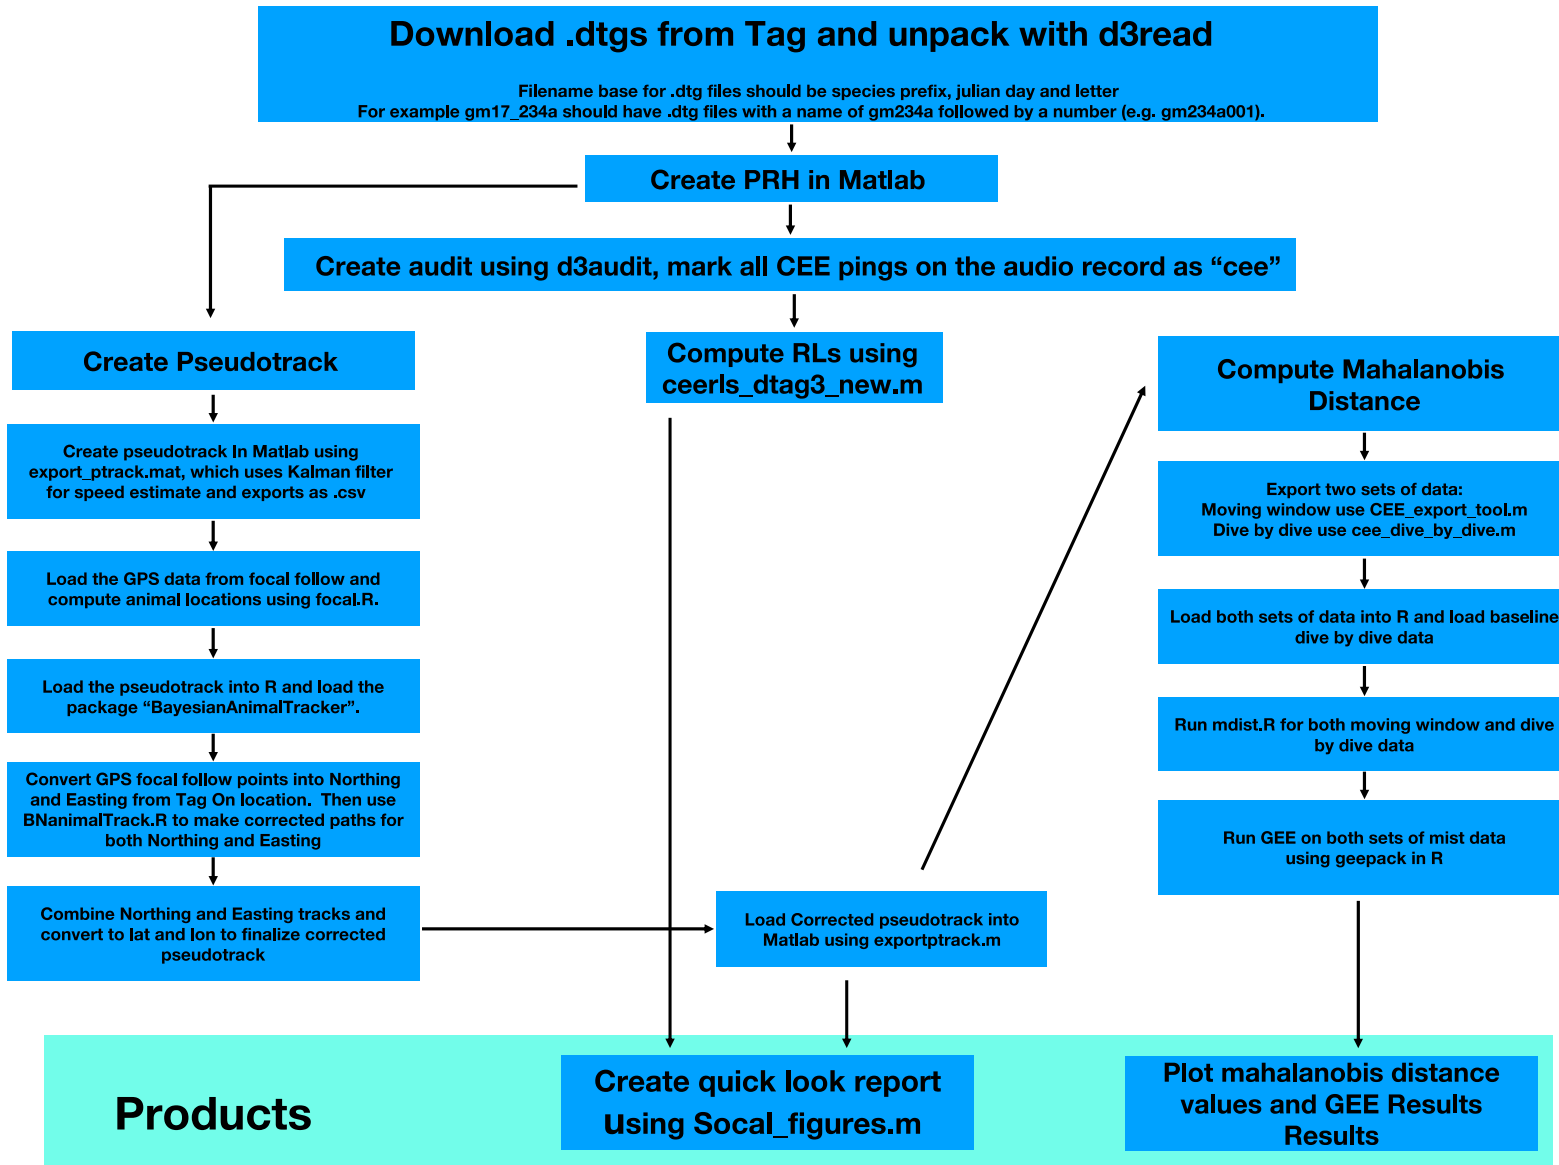 Download .dtgs from Tag and unpack with d3read
Filename base for .dtg files should be species prefix, julian day and letter
For example gm17_234a should have .dtg files with a name of gm234a followed by a number (e.g. gm234a001).
Create PRH in Matlab
Create audit using d3audit, mark all CEE pings on the audio record as “cee”
Create Pseudotrack
Create pseudotrack In Matlab using
export_ptrack.mat, which uses Kalman filter
for speed estimate and exports as .csv
Load the GPS data from focal follow and
compute animal locations using focal.R.
Load the pseudotrack into R and load the
package “BayesianAnimalTracker”.
Convert GPS focal follow points into Northing
and Easting from Tag On location.  Then use
BNanimalTrack.R to make corrected paths for
both Northing and Easting
Combine Northing and Easting tracks and
convert to lat and lon to finalize corrected
pseudotrack
Compute RLs using
ceerls_dtag3_new.m
Load Corrected pseudotrack into
Matlab using exportptrack.m
Compute Mahalanobis
Distance
Export two sets of data:
Moving window use CEE_export_tool.m
Dive by dive use cee_dive_by_dive.m
Load both sets of data into R and load baseline
dive by dive data
Run mdist.R for both moving window and dive
by dive data
Run GEE on both sets of mist data
using geepack in R
Products
Create quick look report
using Socal_figures.m
Plot mahalanobis distance
values and GEE Results
Results